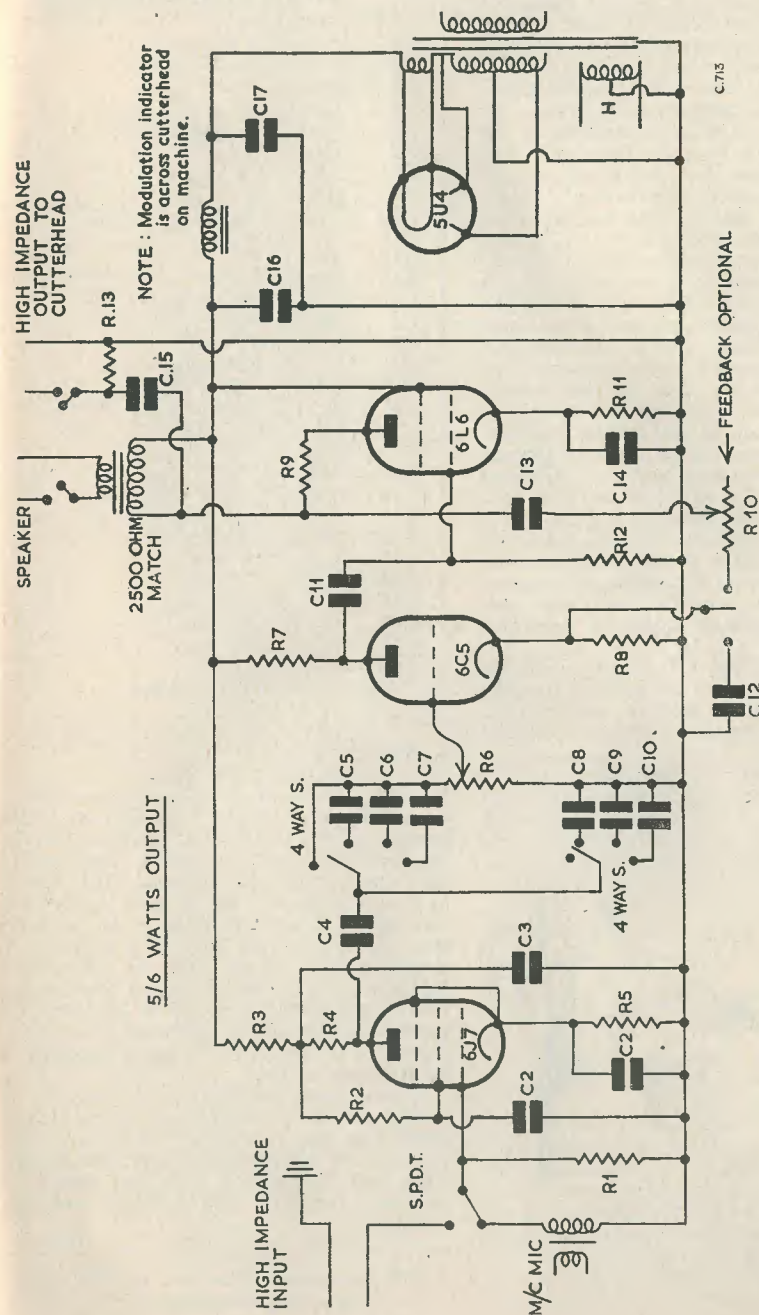 5/6 WATTS OUTPUT
HIGH IMPEDANCE
INPUT
S.P.D.T.
M/C MIC
R1
R2
C2
R3
R4
6J7
C2
R5
C3
C4
4 WAY S.
C5
C6
C7
R6
C8
C9
C10
4 WAY S.
R7
C11
6C5
R8
C12
R12
SPEAKER
2500 OHM
MATCH
R9
6L6
C13
C14
R11
R10
FEEDBACK OPTIONAL
HIGH IMPEDANCE
OUTPUT TO
CUTTERHEAD
R.13
C.15
NOTE : Modulation indicator
is across cutterhead
on machine.
C16
C17
5U4
H
C.713